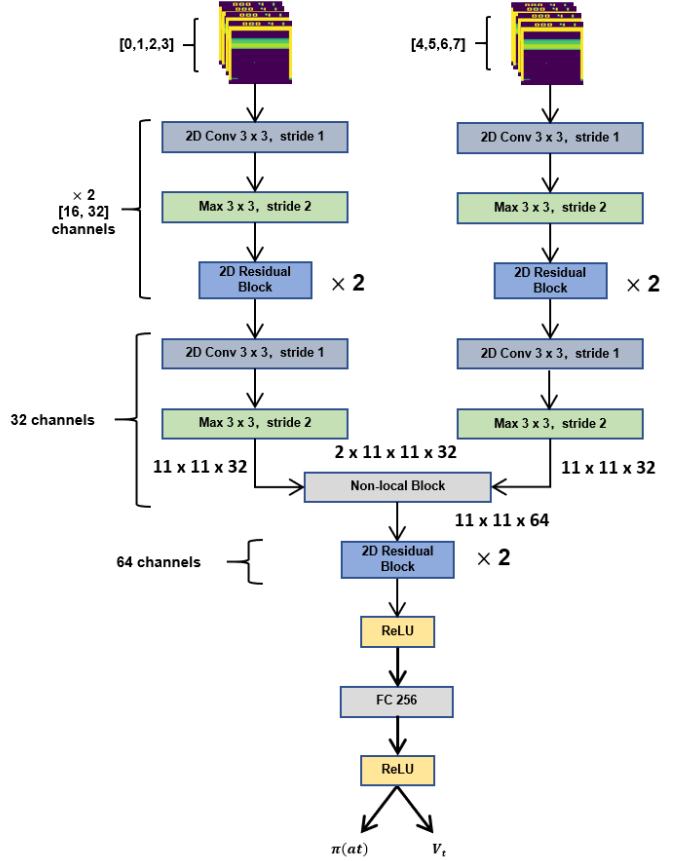 [0,1,2,3]
[4,5,6,7]
2D Conv 3 x 3, stride 1
2D Conv 3 x 3, stride 1
× 2
[16, 32]
channels
Max 3 x 3, stride 2
Max 3 x 3, stride 2
2D Residual
Block
× 2
2D Residual
Block
× 2
2D Conv 3 x 3, stride 1
2D Conv 3 x 3, stride 1
32 channels
Max 3 x 3, stride 2
Max 3 x 3, stride 2
11 x 11 x 32
2 x 11 x 11 x 32
11 x 11 x 32
Non-local Block
11 x 11 x 64
64 channels
2D Residual
Block
× 2
ReLU
FC 256
ReLU
π(at)
Vₜ